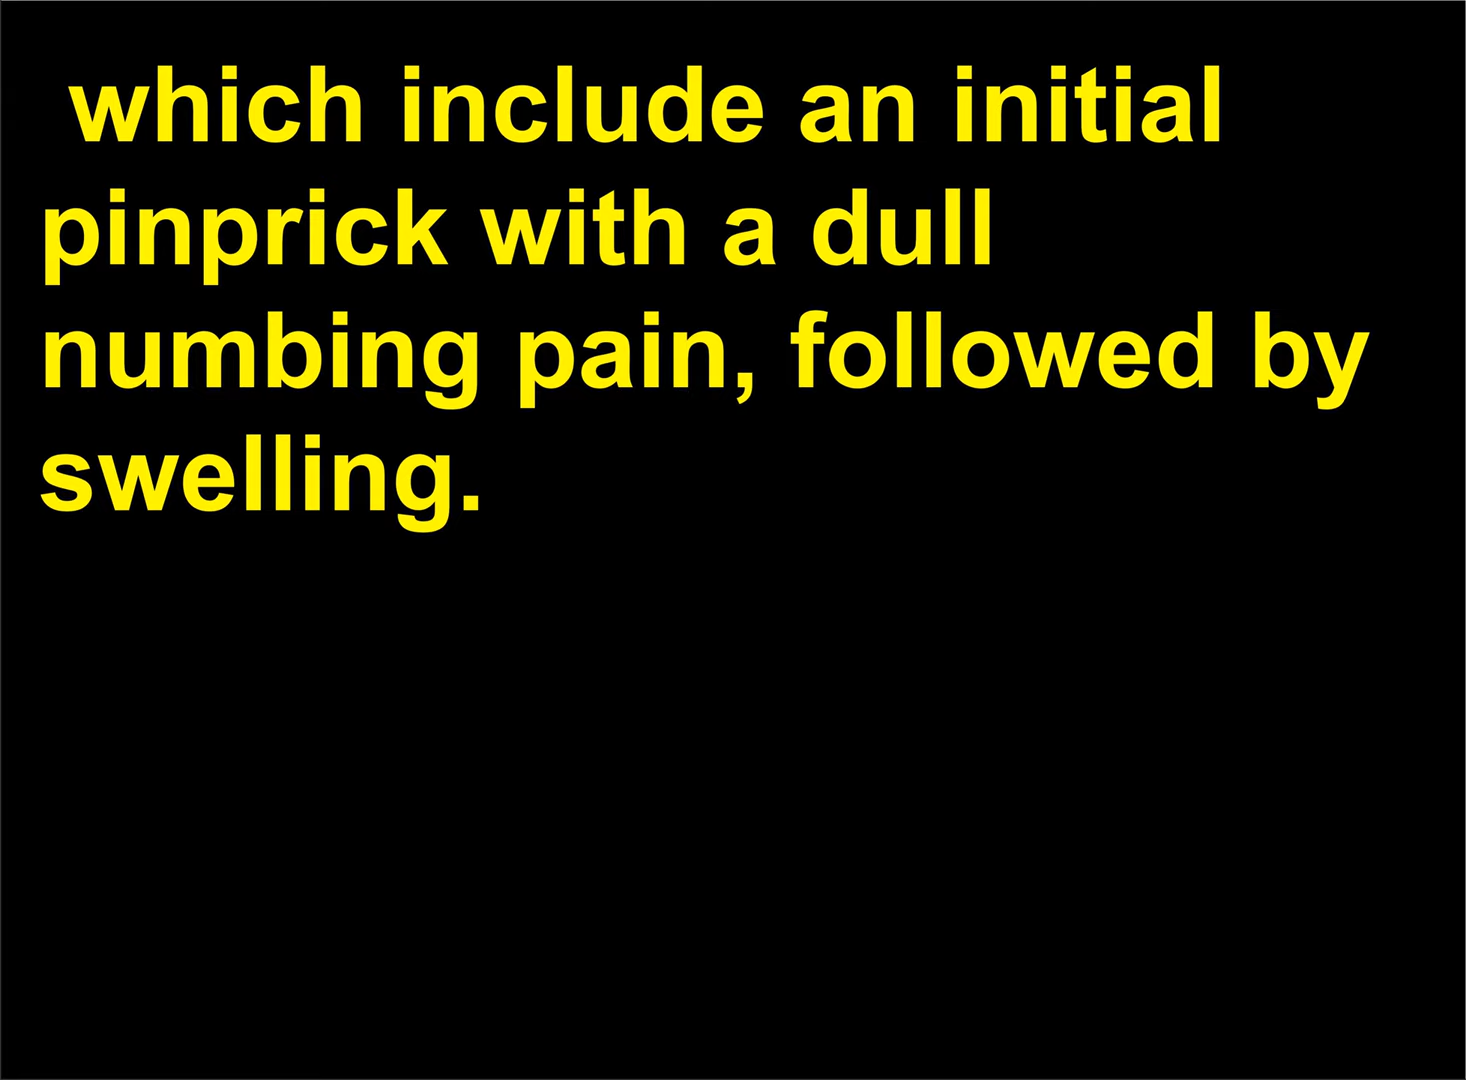 which include an initial
pinprick with a dull
numbing pain, followed by
swelling.